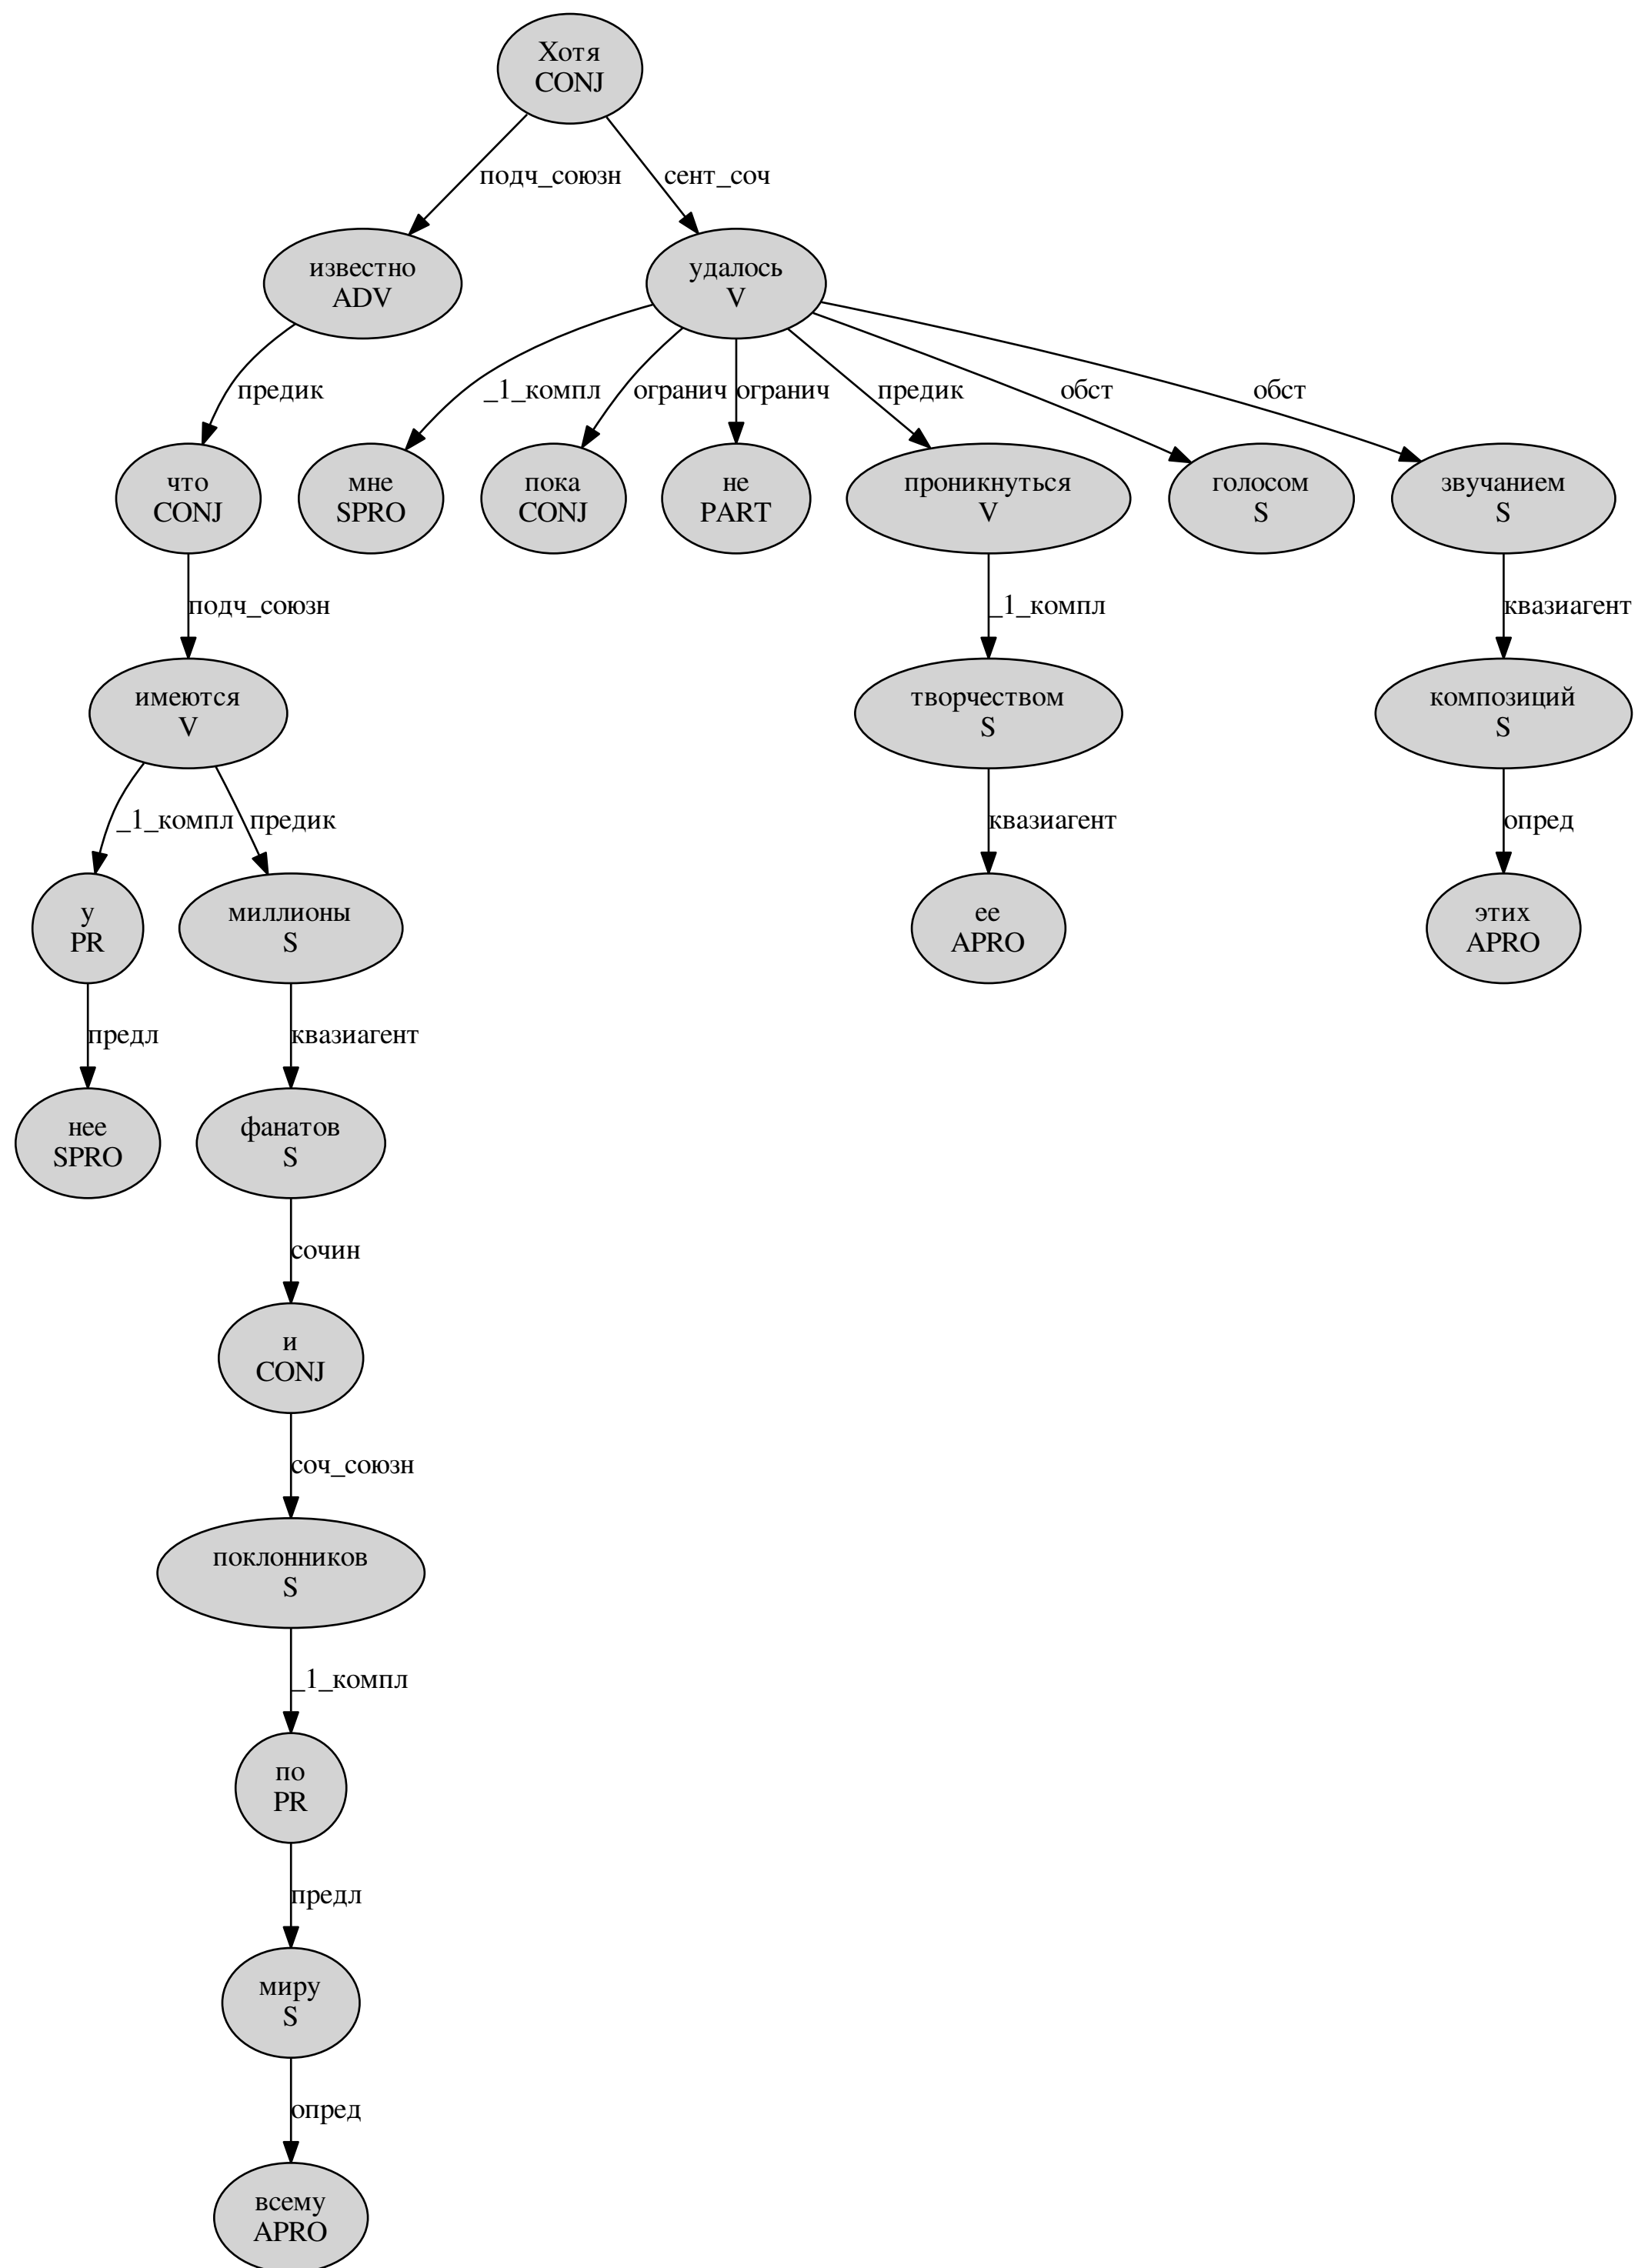 Хотя
CONJ
подч_союзн
сент_соч
известно
ADV
удалось
V
предик
_1_компл
огранич
огранич
предик
обст
обст
что
CONJ
мне
SPRO
пока
CONJ
не
PART
проникнуться
V
голосом
S
звучанием
S
подч_союзн
_1_компл
квазиагент
имеются
V
творчеством
S
композиций
S
_1_компл
предик
квазиагент
опред
у
PR
миллионы
S
ее
APRO
этих
APRO
предл
квазиагент
нее
SPRO
фанатов
S
сочин
и
CONJ
соч_союзн
поклонников
S
_1_компл
по
PR
предл
миру
S
опред
всему
APRO